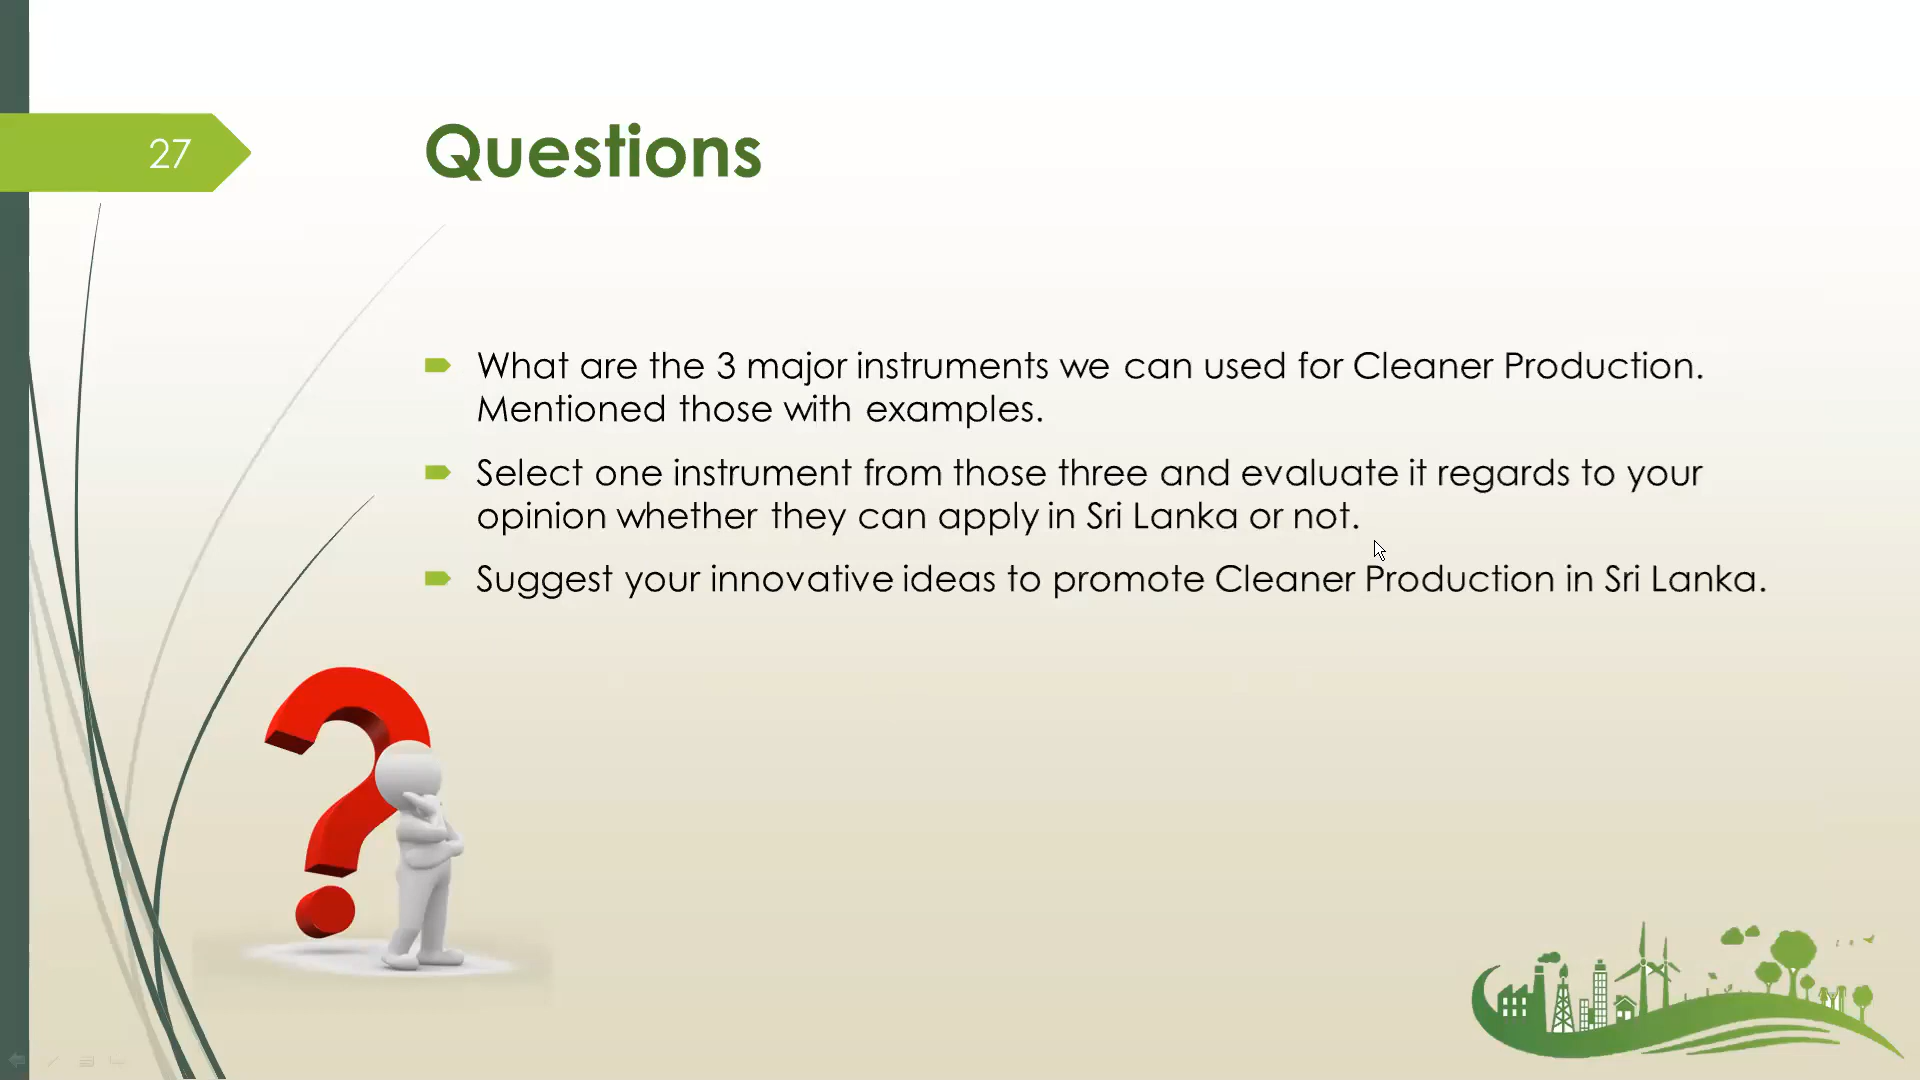 27
Questions
What are the 3 major instruments we can used for Cleaner Production.
Mentioned those with examples.
Select one instrument from those three and evaluate it regards to your
opinion whether they can apply in Sri Lanka or not.
Suggest your innovative ideas to promote Cleaner Production in Sri Lanka.